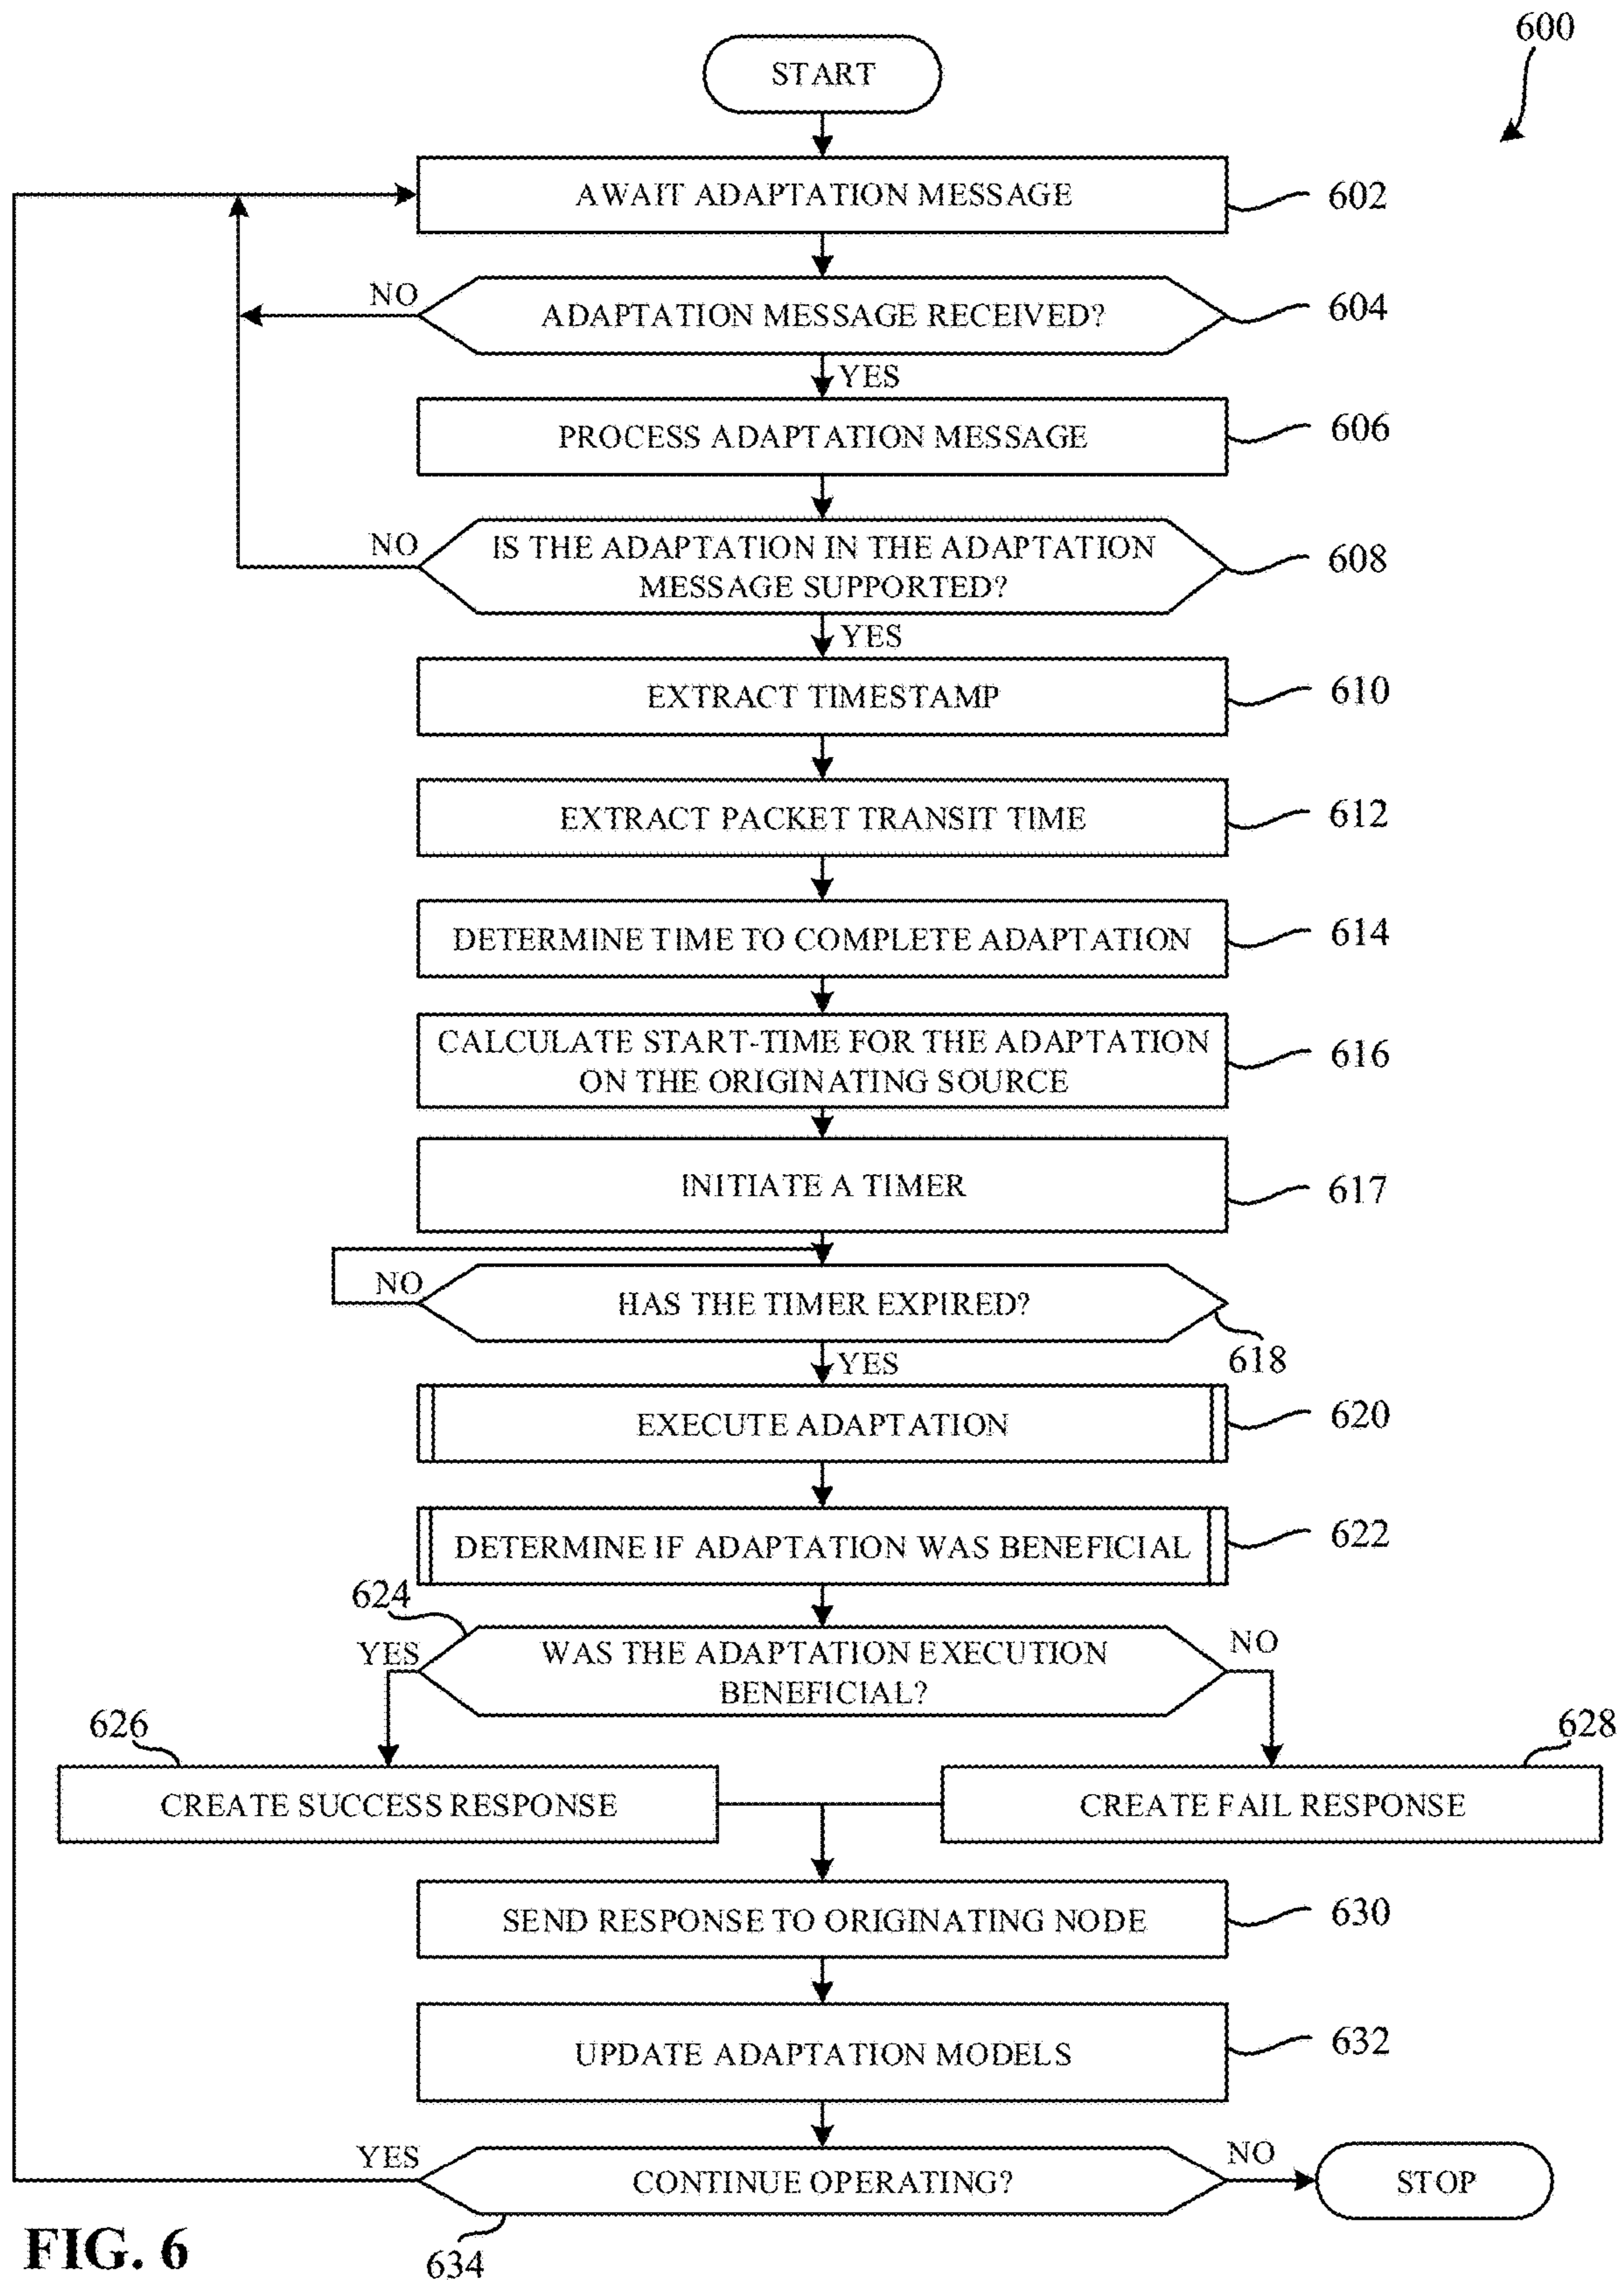 600
START
AWAIT ADAPTATION MESSAGE
602
NO
ADAPTATION MESSAGE RECEIVED?
604
YES
PROCESS ADAPTATION MESSAGE
606
NO
IS THE ADAPTATION IN THE ADAPTATION
MESSAGE SUPPORTED?
608
YES
EXTRACT TIMESTAMP
610
EXTRACT PACKET TRANSIT TIME
612
DETERMINE TIME TO COMPLETE ADAPTATION
614
CALCULATE START-TIME FOR THE ADAPTATION
ON THE ORIGINATING SOURCE
616
INITIATE A TIMER
617
NO
HAS THE TIMER EXPIRED?
618
YES
EXECUTE ADAPTATION
620
DETERMINE IF ADAPTATION WAS BENEFICIAL
622
624
YES
WAS THE ADAPTATION EXECUTION
BENEFICIAL?
NO
626
628
CREATE SUCCESS RESPONSE
CREATE FAIL RESPONSE
SEND RESPONSE TO ORIGINATING NODE
630
UPDATE ADAPTATION MODELS
632
YES
CONTINUE OPERATING?
NO
STOP
634
FIG. 6